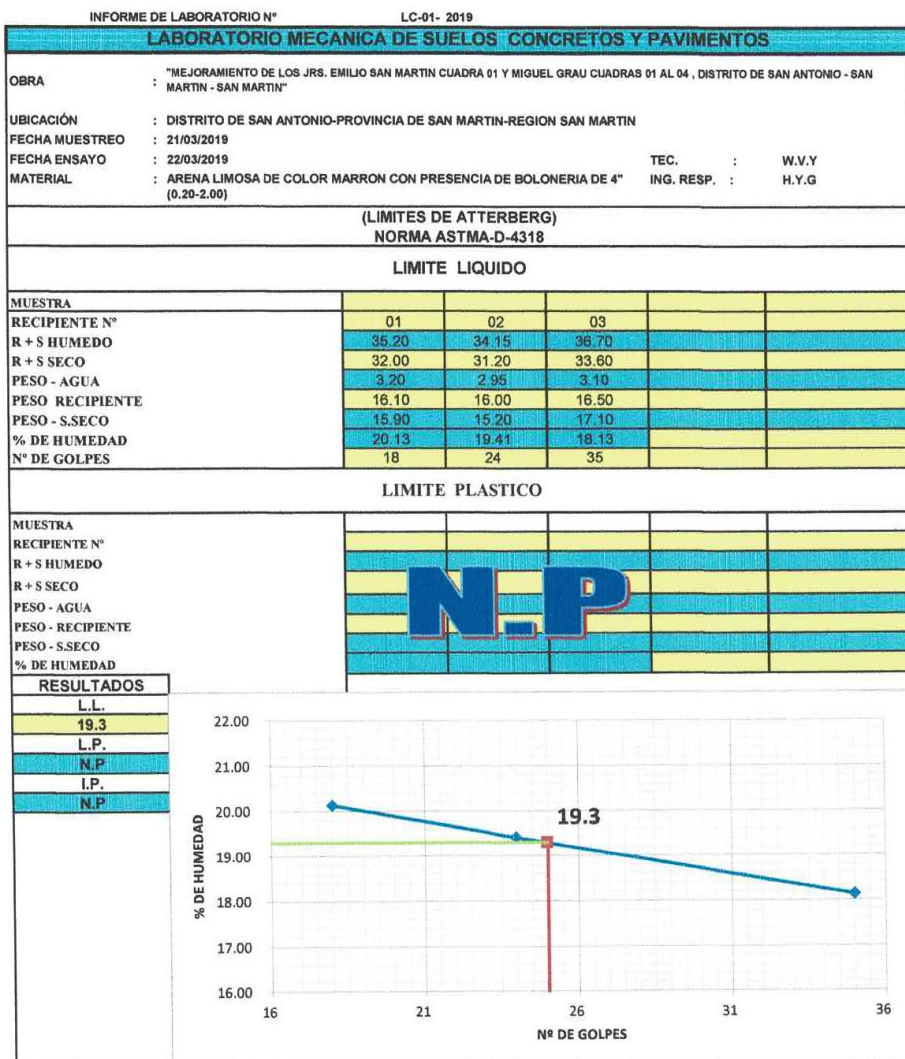 INFORME DE LABORATORIO Nº LC-01- 2019
LABORATORIO MECANICA DE SUELOS CONCRETOS Y PAVIMENTOS
OBRA : "MEJORAMIENTO DE LOS JRS. EMILIO SAN MARTIN CUADRA 01 Y MIGUEL GRAU CUADRAS 01 AL 04 , DISTRITO DE SAN ANTONIO - SAN
MARTIN - SAN MARTIN"
UBICACIÓN : DISTRITO DE SAN ANTONIO-PROVINCIA DE SAN MARTIN-REGION SAN MARTIN
FECHA MUESTREO : 21/03/2019
FECHA ENSAYO : 22/03/2019 TEC. : W.V.Y
MATERIAL : ARENA LIMOSA DE COLOR MARRON CON PRESENCIA DE BOLONERIA DE 4" ING. RESP. : H.Y.G
(0.20-2.00)
(LIMITES DE ATTERBERG)
NORMA ASTMA-D-4318
LIMITE LIQUIDO
MUESTRA
RECIPIENTE Nº 01 02 03
R + S HUMEDO 35.20 34.15 36.70
R + S SECO 32.00 31.20 33.60
PESO - AGUA 3.20 2.95 3.10
PESO RECIPIENTE 16.10 16.00 16.50
PESO - S.SECO 15.90 15.20 17.10
% DE HUMEDAD 20.13 19.41 18.13
Nº DE GOLPES 18 24 35
LIMITE PLASTICO
MUESTRA
RECIPIENTE Nº
R + S HUMEDO
R + S SECO
PESO - AGUA
PESO - RECIPIENTE
PESO - S.SECO
% DE HUMEDAD
N_P
RESULTADOS
L.L.
19.3
L.P.
N.P
I.P.
N.P
22.00
21.00
20.00
19.00
18.00
17.00
16.00
% DE HUMEDAD
19.3
16 21 26 31 36
Nº DE GOLPES